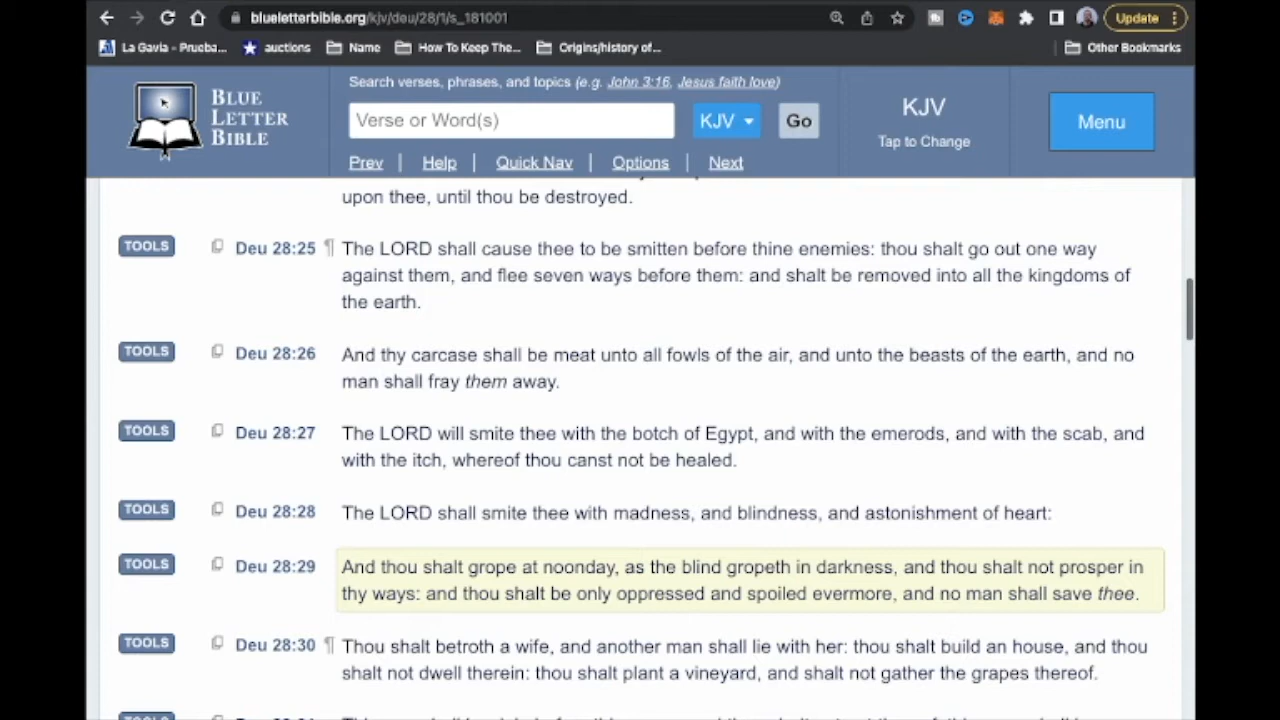 blueletterbible.org/kjv/deu/28/1/s_181001
Update
La Gavia - Prueba...
auctions
Name
How To Keep The...
Origins/history of...
Other Bookmarks
BLUE
LETTER
BIBLE
Search verses, phrases, and topics (e.g. John 3:16, Jesus faith love)
Verse or Word(s)
KJV
Go
Prev | Help | Quick Nav | Options | Next
KJV
Tap to Change
Menu
upon thee, until thou be destroyed.
TOOLS Deu 28:25 ¶ The LORD shall cause thee to be smitten before thine enemies: thou shalt go out one way
against them, and flee seven ways before them: and shalt be removed into all the kingdoms of
the earth.
TOOLS Deu 28:26 And thy carcase shall be meat unto all fowls of the air, and unto the beasts of the earth, and no
man shall fray them away.
TOOLS Deu 28:27 The LORD will smite thee with the botch of Egypt, and with the emerods, and with the scab, and
with the itch, whereof thou canst not be healed.
TOOLS Deu 28:28 The LORD shall smite thee with madness, and blindness, and astonishment of heart:
TOOLS Deu 28:29 And thou shalt grope at noonday, as the blind gropeth in darkness, and thou shalt not prosper in
thy ways: and thou shalt be only oppressed and spoiled evermore, and no man shall save thee.
TOOLS Deu 28:30 ¶ Thou shalt betroth a wife, and another man shall lie with her: thou shalt build an house, and thou
shalt not dwell therein: thou shalt plant a vineyard, and shalt not gather the grapes thereof.